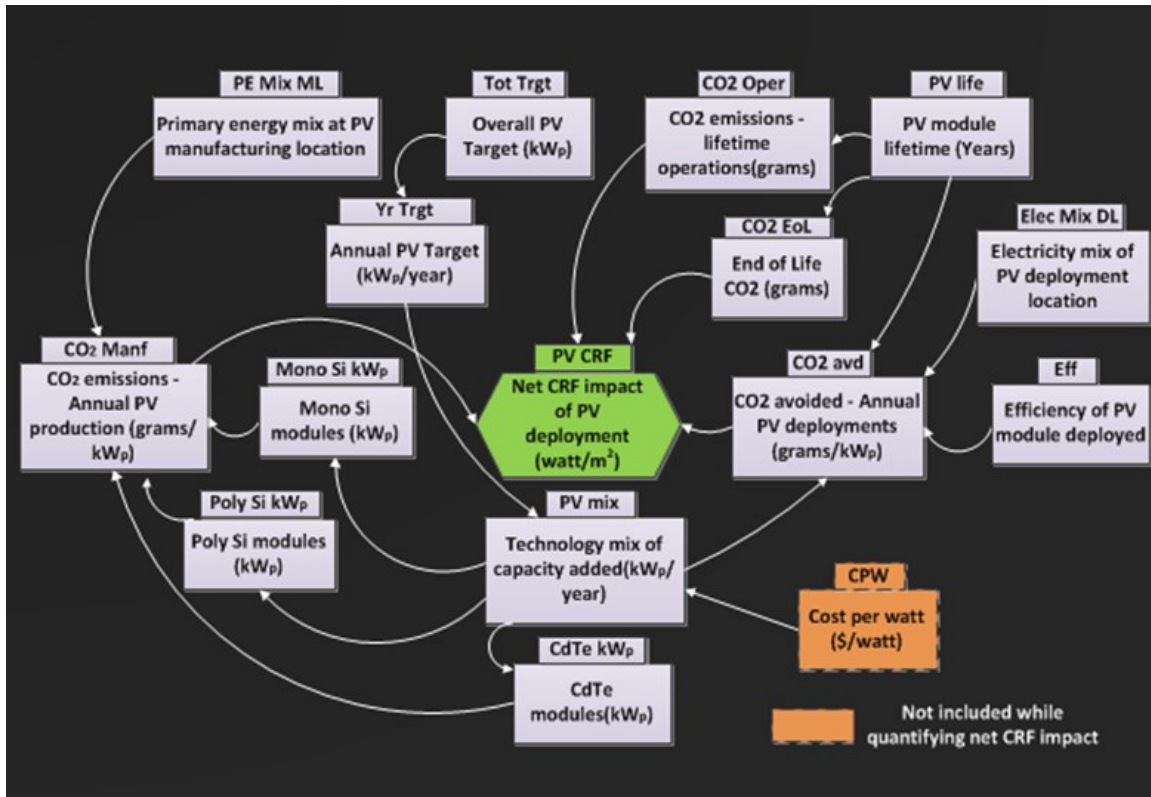 PE Mix ML
Primary energy mix at PV
manufacturing location
Tot Trgt
Overall PV
Target (kWp)
CO2 Oper
CO2 emissions -
lifetime
operations(grams)
PV life
PV module
lifetime (Years)
Yr Trgt
Annual PV Target
(kWp/year)
CO2 EoL
End of Life
CO2 (grams)
Elec Mix DL
Electricity mix of
PV deployment
location
CO2 Manf
CO2 emissions -
Annual PV
production (grams/
kWp)
Mono Si kWp
Mono Si
modules (kWp)
PV CRF
Net CRF impact
of PV
deployment
(watt/m²)
CO2 avd
CO2 avoided - Annual
PV deployments
(grams/kWp)
Eff
Efficiency of PV
module deployed
Poly Si kWp
Poly Si modules
(kWp)
PV mix
Technology mix of
capacity added(kWp/
year)
CPW
Cost per watt
($/watt)
CdTe kWp
CdTe
modules(kWp)
Not included while
quantifying net CRF impact